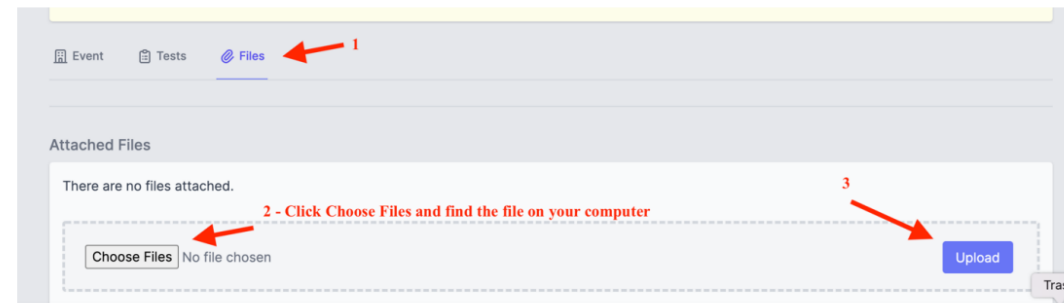 Event Tests Files 1
Attached Files
There are no files attached.
3
2 - Click Choose Files and find the file on your computer
Choose Files No file chosen
Upload